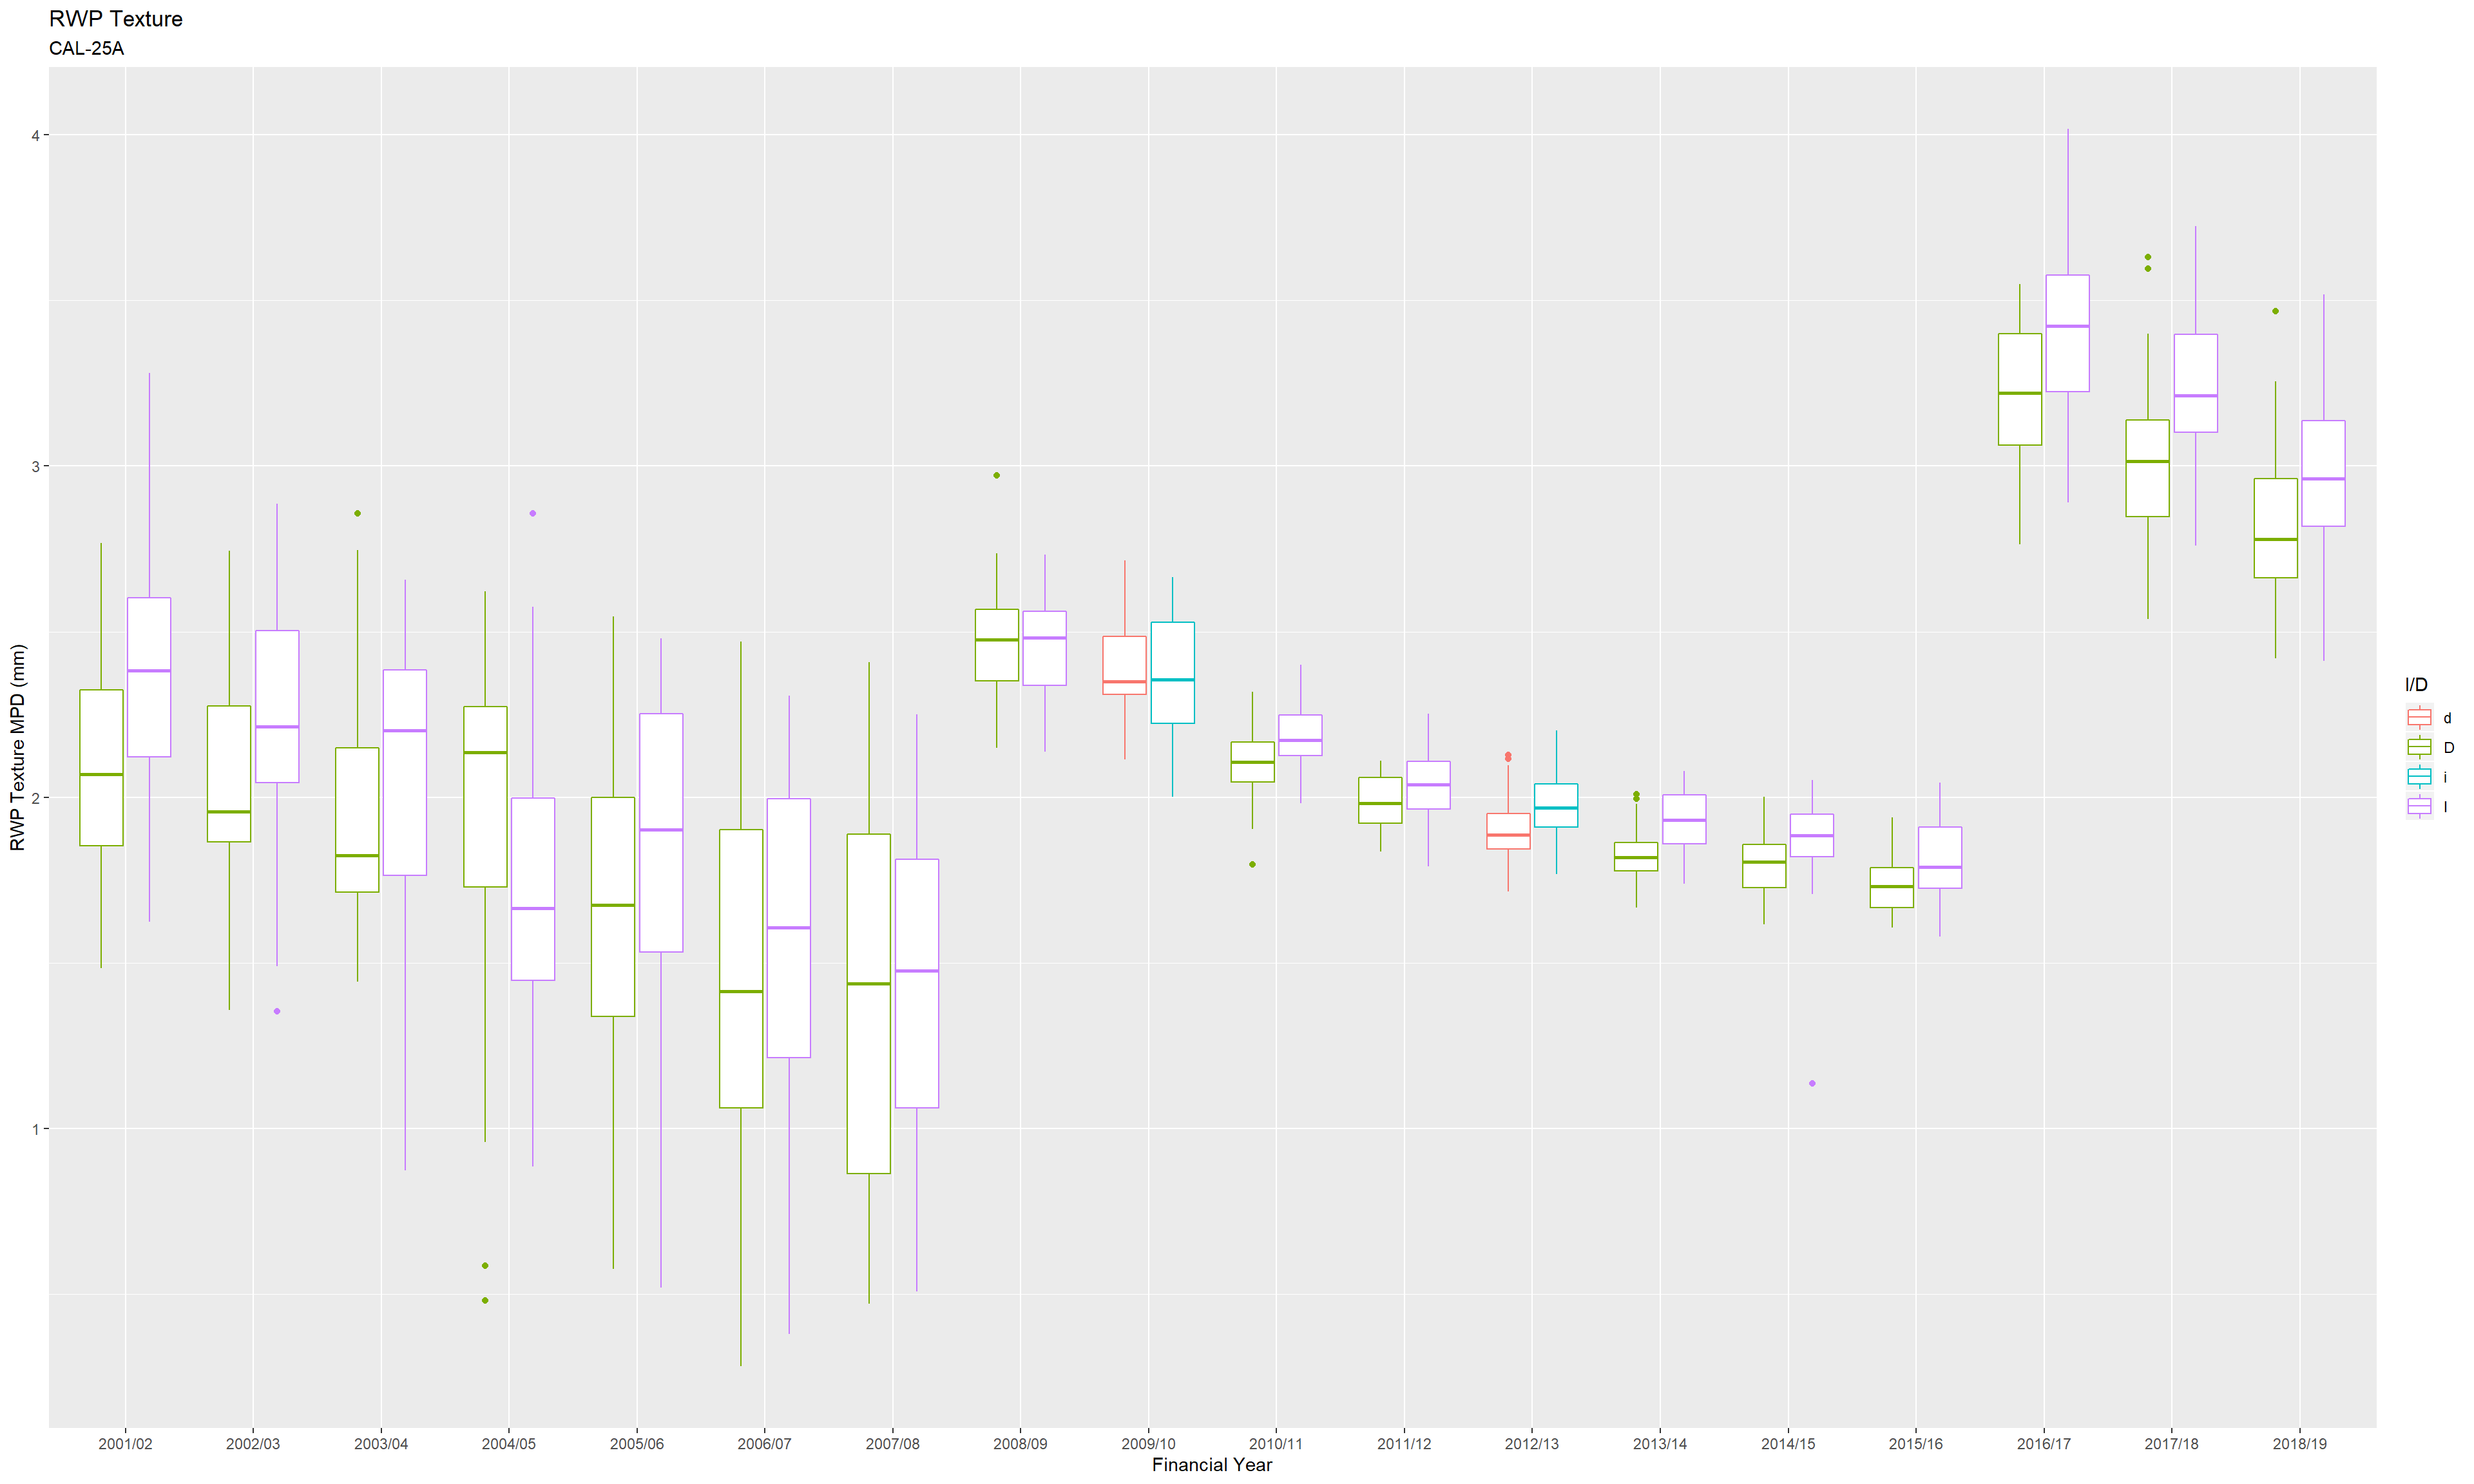 RWP Texture
CAL-25A
RWP Texture MPD (mm)
4
3
2
1
2001/02 2002/03 2003/04 2004/05 2005/06 2006/07 2007/08 2008/09 2009/10 2010/11 2011/12 2012/13 2013/14 2014/15 2015/16 2016/17 2017/18 2018/19
Financial Year
I/D
d
D
i
I